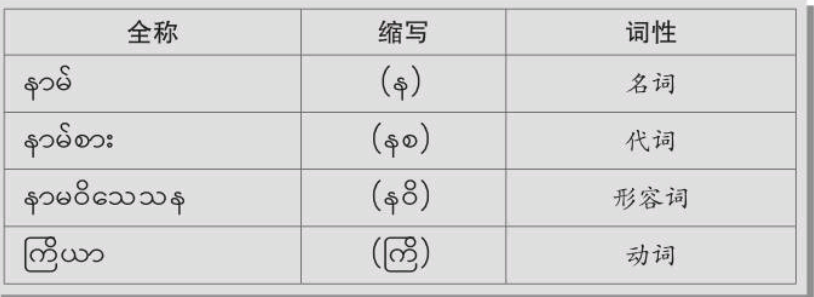 全称 缩写 词性
နာမ် (န) 名词
နာမ်စား (နစ) 代词
နာမဝိသေသန (နဝိ) 形容词
ကြိယာ (ကြိ) 动词